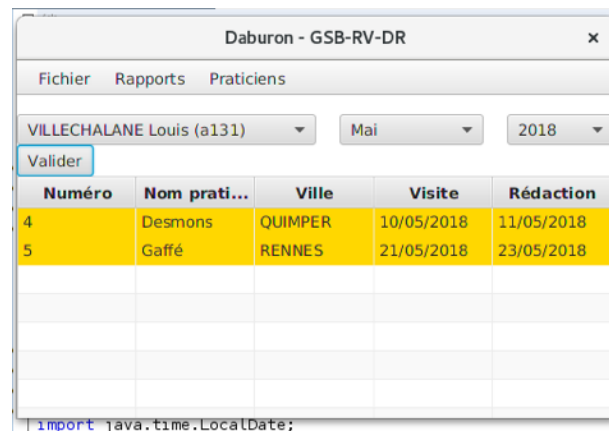 Daburon - GSB-RV-DR ×
Fichier Rapports Praticiens
VILLECHALANE Louis (a131) Mai 2018
Valider
Numéro Nom prati... Ville Visite Rédaction
4 Desmons QUIMPER 10/05/2018 11/05/2018
5 Gaffé RENNES 21/05/2018 23/05/2018
import java.time.LocalDate;